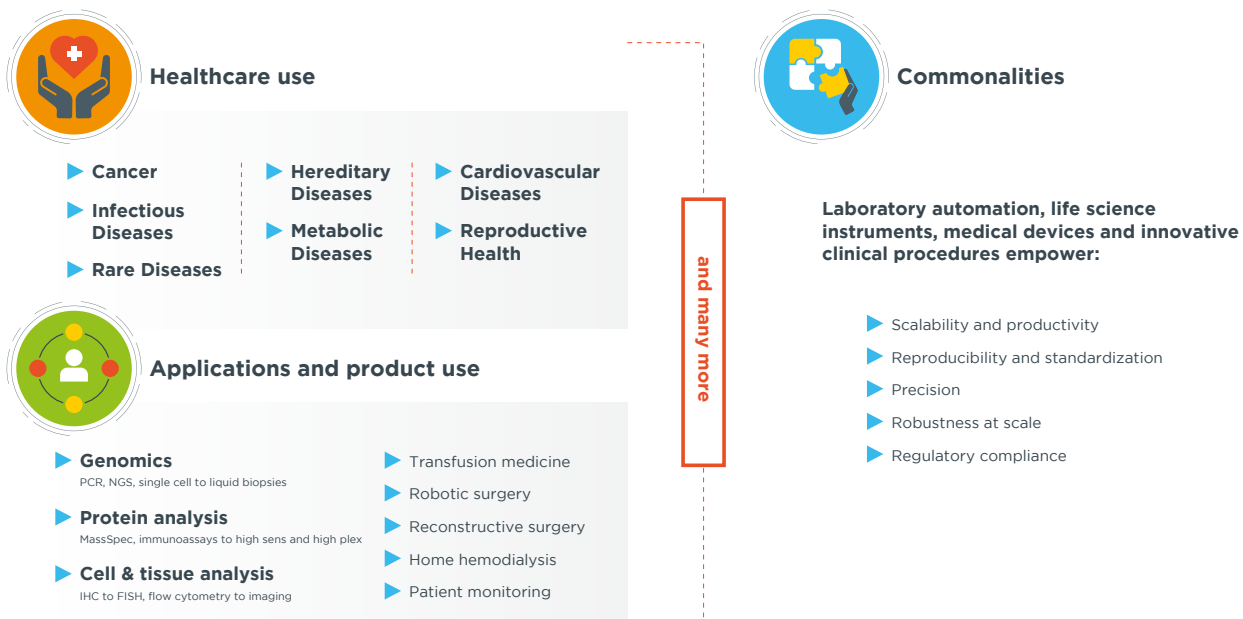 Healthcare use
Cancer
Infectious
Diseases
Rare Diseases
Hereditary
Diseases
Metabolic
Diseases
Cardiovascular
Diseases
Reproductive
Health
Applications and product use
Genomics
PCR, NGS, single cell to liquid biopsies
Protein analysis
MassSpec, immunoassays to high sens and high plex
Cell & tissue analysis
IHC to FISH, flow cytometry to imaging
Transfusion medicine
Robotic surgery
Reconstructive surgery
Home hemodialysis
Patient monitoring
and many more
Commonalities
Laboratory automation, life science
instruments, medical devices and innovative
clinical procedures empower:
Scalability and productivity
Reproducibility and standardization
Precision
Robustness at scale
Regulatory compliance